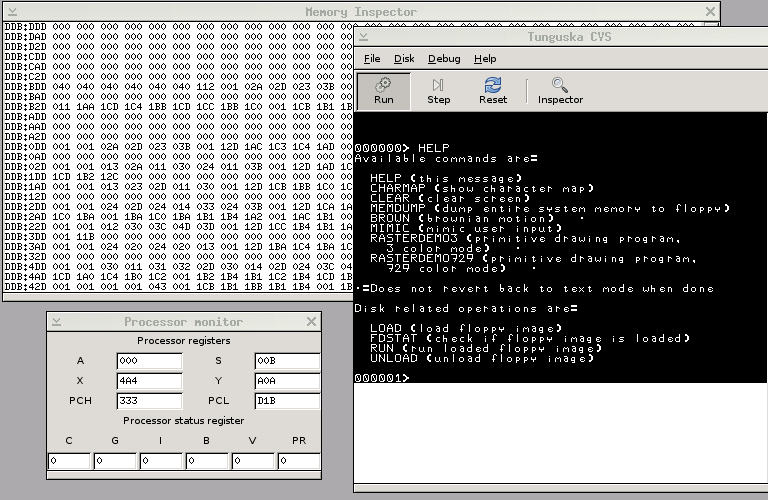 Memory Inspector
DDB:DDD 000 000 000 000 000 000 000 000 000 000 000 000 000
DDB:DAD 000 000 000 000 000 000 000 000 000 000 000 000 00
DDB:D2D 000 000 000 000 000 000 000 000 000 000 000 000 00
DDB:CDD 000 000 000 000 000 000 000 000 000 000 000 000 00
DDB:CAD 000 000 000 000 000 000 000 000 000 000 000 000 00
DDB:C2D 000 000 000 000 000 000 000 000 000 000 000 000 00
DDB:BDD 040 040 040 040 040 040 112 001 02A 02D 023 03B 00
DDB:BAD 000 000 000 000 000 000 000 000 000 000 000 000 00
DDB:B2D 011 1AA 1CD 1C4 1BB 1CD 1CC 1BB 1C0 001 1CB 1B1 1B
DDB:ADD 000 000 000 000 000 000 000 000 000 000 000 000 00
DDB:AAD 000 000 000 000 000 000 000 000 000 000 000 000 00
DDB:A2D 000 000 000 000 000 000 000 000 000 000 000 000 00
DDB:0DD 001 001 02A 02D 023 03B 001 12D 1AC 1C3 1C4 1AD 00
DDB:0AD 000 000 000 000 000 000 000 000 000 000 000 000 00
DDB:02D 001 001 013 02A 011 030 024 011 03B 001 12D 1AD 1C
DDB:1DD 1CD 1B2 12C 000 000 000 000 000 000 000 000 000 00
DDB:1AD 001 001 013 023 02D 011 030 001 12D 1CB 1BB 1C0 1C
DDB:12D 000 000 000 000 000 000 000 000 000 000 000 000 00
DDB:2DD 001 001 024 02D 024 014 033 024 03B 001 12D 1CA 1A
DDB:2AD 1C0 1BA 001 1BA 1C0 1BA 1B1 1B4 1A2 001 1AC 1B1 00
DDB:22D 001 001 012 030 03C 04D 03D 001 12D 1CC 1B4 1B1 1A
DDB:3DD 001 11B 000 000 000 000 000 000 000 000 000 000 00
DDB:3AD 001 001 024 020 024 020 013 001 12D 1BA 1C4 1BA 1C
DDB:32D 000 000 000 000 000 000 000 000 000 000 000 000 00
DDB:4DD 001 001 030 011 031 032 02D 030 014 02D 024 03C 04
DDB:4AD 1CD 1A0 1C4 1B0 1C2 001 1B2 1B4 1B1 1C2 1B4 1CD 1B
DDB:42D 001 001 001 001 043 001 1CB 1B1 1BB 1B1 1B4 001 1B
Tunguska CVS
File Disk Debug Help
Run Step Reset Inspector
000000> HELP
Available commands are=
HELP (this message)
CHARMAP (show character map)
CLEAR (clear screen)
MEMDUMP (dump entire system memory to floppy)
BROUN (brownian motion) ·
MIMIC (mimic user input)
RASTERDEMO3 (primitive drawing program,
3 color mode) ·
RASTERDEMO729 (primitive drawing program,
729 color mode) ·
·=Does not revert back to text mode when done
Disk related operations are=
LOAD (load floppy image)
FDSTAT (check if floppy image is loaded)
RUN (run loaded floppy image)
UNLOAD (unload floppy image)
000001>
Processor monitor
Processor registers
A 000 S 00B
X 4A4 Y A0A
PCH 333 PCL D1B
Processor status register
C G I B V PR
0 0 0 0 0 0